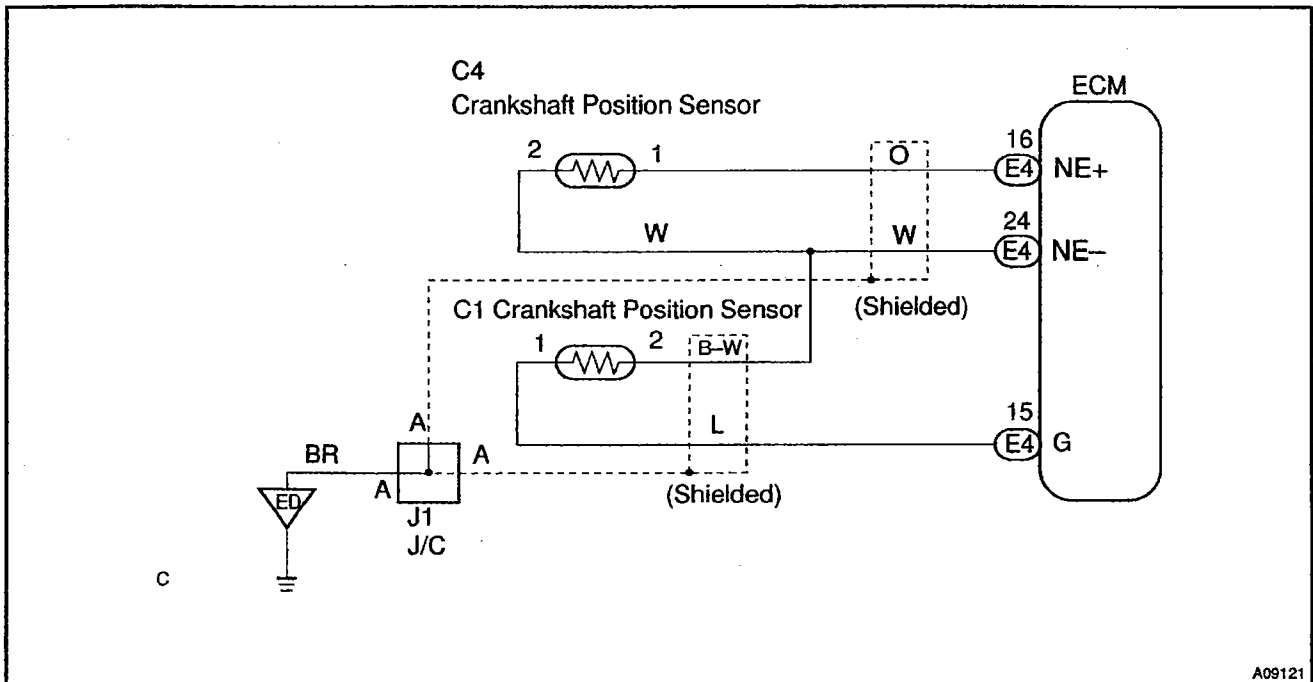 C4
Crankshaft Position Sensor
ECM
2 1 O 16
E4 NE+
W W 24
E4 NE–
(Shielded)
C1 Crankshaft Position Sensor
1 2 B–W
L 15
E4 G
A
BR A
A
(Shielded)
ED
J1
J/C
C
A09121